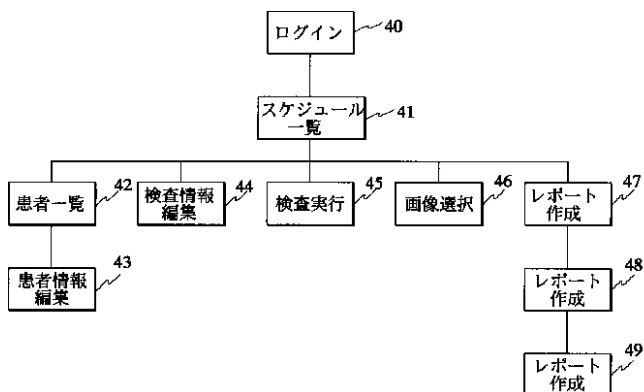 ログイン
40
スケジュール
一覧
41
患者一覧
42
検査情報
編集
44
検査実行
45
画像選択
46
レポート
作成
47
患者情報
編集
43
レポート
作成
48
レポート
作成
49